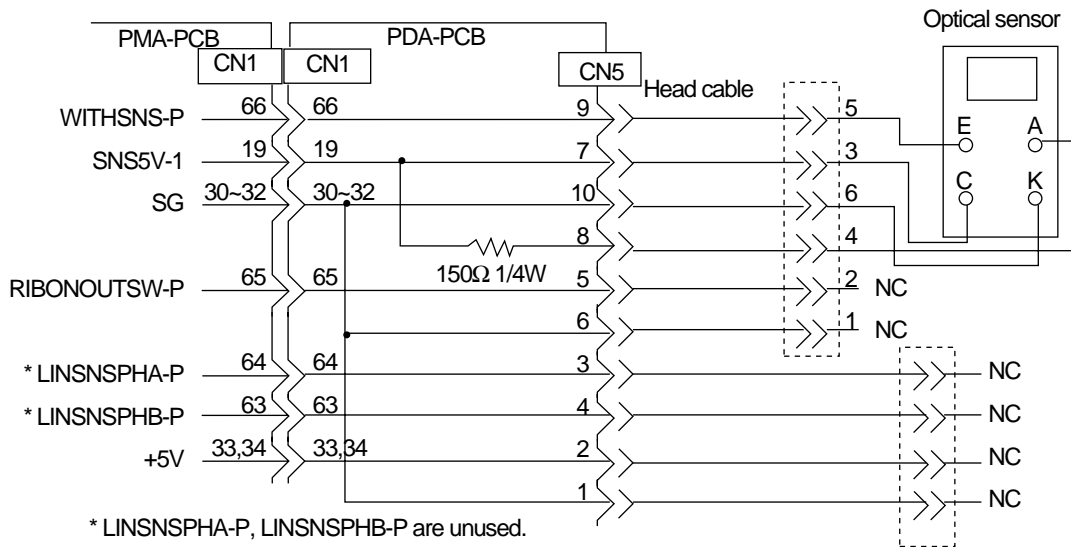 Optical sensor
PMA-PCB PDA-PCB
CN1 CN1 CN5
Head cable
WITHSNS-P 66 66 9 5 E A
SNS5V-1 19 19 7 3
SG 30~32 30~32 10 6 C K
8 4
150Ω 1/4W
RIBONOUTSW-P 65 65 5 2 NC
6 1 NC
* LINSNSPHA-P 64 64 3 NC
* LINSNSPHB-P 63 63 4 NC
+5V 33,34 33,34 2 NC
1 NC
* LINSNSPHA-P, LINSNSPHB-P are unused.